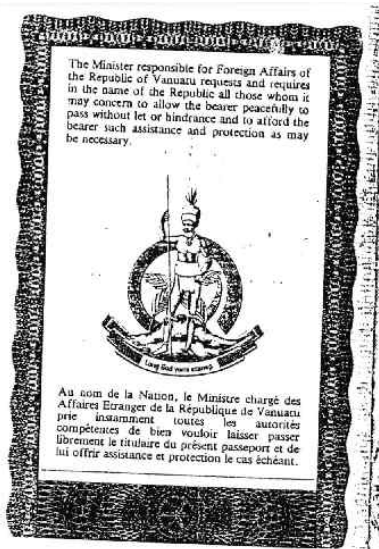 The Minister responsible for Foreign Affairs of
the Republic of Vanuatu requests and requires
in the name of the Republic all those whom it
may concern to allow the bearer peacefully to
pass without let or hindrance and to afford the
bearer such assistance and protection as may
be necessary.
Long God yumi stanap
Au nom de la Nation, le Ministre chargé des
Affaires Etranger de la République de Vanuatu
prie instamment toutes les autorités
compétentes de bien vouloir laisser passer
librement le titulaire du présent passeport et de
lui offrir assistance et protection le cas échéant.